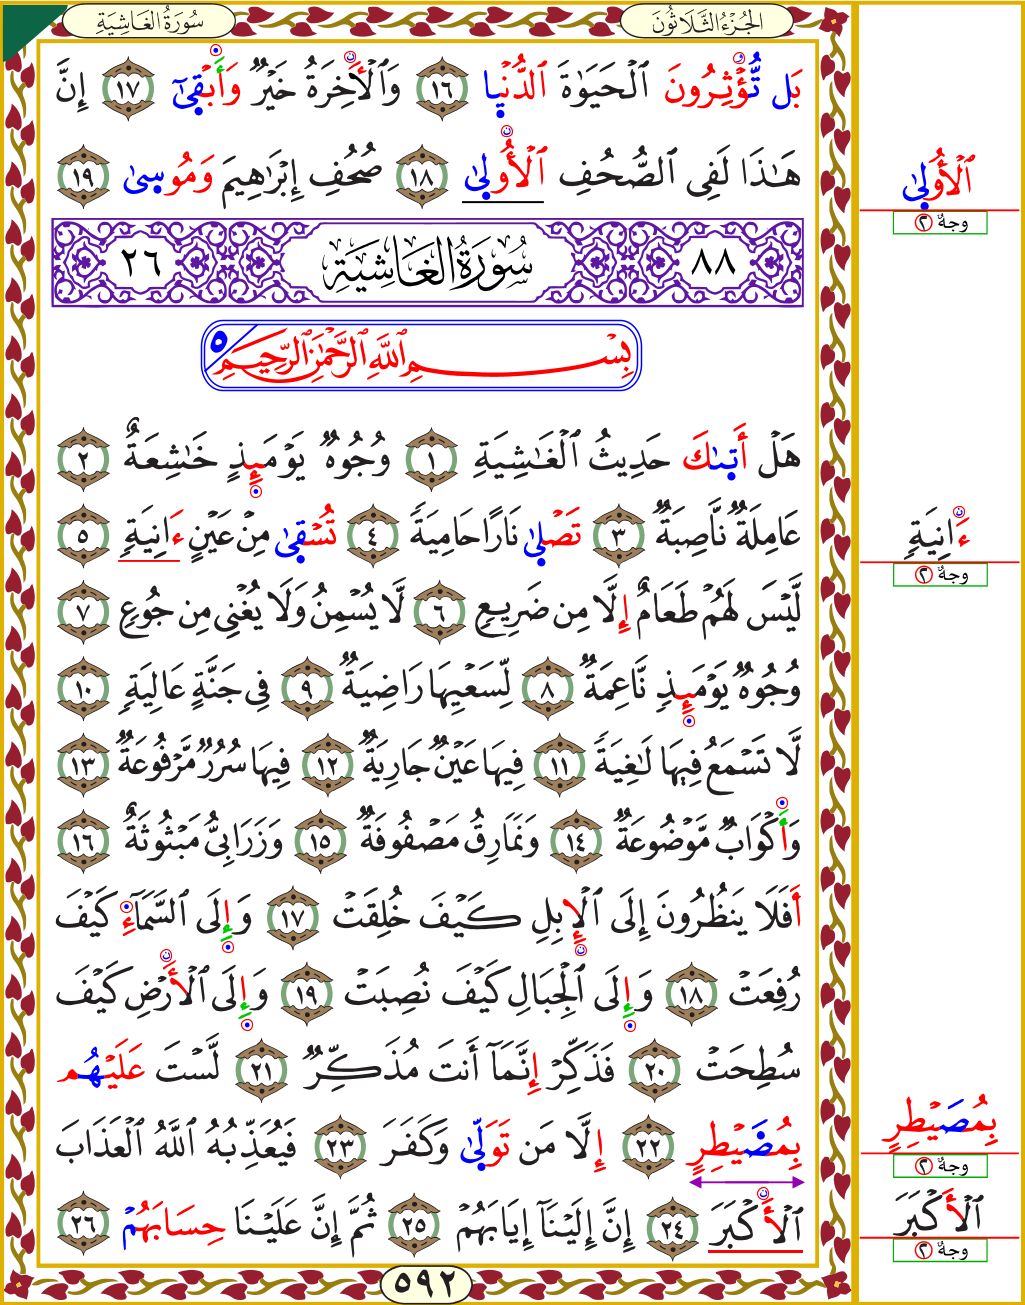 سُورَةُ الغَاشِيَةِ
الجُزْءُ الثَّلَاثُونَ
بَل تُّؤْثِرُونَ ٱلْحَيَوٰةَ ٱلدُّنْيٜا ١٦ وَٱلْأٓخِرَةُ خَيْرٌ وَأَبْقٜىٓ ١٧ إِنَّ
هَـٰذَا لَفِى ٱلصُّحُفِ ٱلْأُولٜىٰ ١٨ صُحُفِ إِبْرَٰهِيمَ وَمُوسٜىٰ ١٩
٨٨ سُورَةُ الغَاشِيَةِ ٢٦
بِسْمِ ٱللَّهِ ٱلرَّحْمَـٰنِ ٱلرَّحِيمِ ٥
هَلْ أَتٜىٰكَ حَدِيثُ ٱلْغَـٰشِيَةِ ١ وُجُوهٌ يَوْمَئِذٍ خَـٰشِعَةٌ ٢
عَامِلَةٌ نَّاصِبَةٌ ٣ تَصْلٜىٰ نَارًا حَامِيَةً ٤ تُسْقٜىٰ مِنْ عَيْنٍ ءَانِيَةٍ ٥
لَّيْسَ لَهُمْ طَعَامٌ إِلَّا مِن ضَرِيعٍ ٦ لَّا يُسْمِنُ وَلَا يُغْنِى مِن جُوعٍ ٧
وُجُوهٌ يَوْمَئِذٍ نَّاعِمَةٌ ٨ لِّسَعْيِهَا رَاضِيَةٌ ٩ فِى جَنَّةٍ عَالِيَةٍ ١٠
لَّا تَسْمَعُ فِيهَا لَـٰغِيَةً ١١ فِيهَا عَيْنٌ جَارِيَةٌ ١٢ فِيهَا سُرُرٌ مَّرْفُوعَةٌ ١٣
وَأَكْوَابٌ مَّوْضُوعَةٌ ١٤ وَنَمَارِقُ مَصْفُوفَةٌ ١٥ وَزَرَابِىُّ مَبْثُوثَةٌ ١٦
أَفَلَا يَنظُرُونَ إِلَى ٱلْإِبِلِ كَيْفَ خُلِقَتْ ١٧ وَإِلَى ٱلسَّمَآءِ كَيْفَ
رُفِعَتْ ١٨ وَإِلَى ٱلْجِبَالِ كَيْفَ نُصِبَتْ ١٩ وَإِلَى ٱلْأَرْضِ كَيْفَ
سُطِحَتْ ٢٠ فَذَكِّرْ إِنَّمَآ أَنتَ مُذَكِّرٌ ٢١ لَّسْتَ عَلَيْهُم
بِمُصَيْطِرٍ ٢٢ إِلَّا مَن تَوَلّٜىٰ وَكَفَرَ ٢٣ فَيُعَذِّبُهُ ٱللَّهُ ٱلْعَذَابَ
ٱلْأَكْبَرَ ٢٤ إِنَّ إِلَيْنَآ إِيَابَهُمْ ٢٥ ثُمَّ إِنَّ عَلَيْنَا حِسَابَهُمْ ٢٦
٥٩٢
ٱلْأُولٜىٰ
وجهٌ ٢
ءَانِيَةٍ
وجهٌ ٢
بِمُصَيْطِرٍ
وجهٌ ٢
ٱلْأَكْبَرَ
وجهٌ ٢